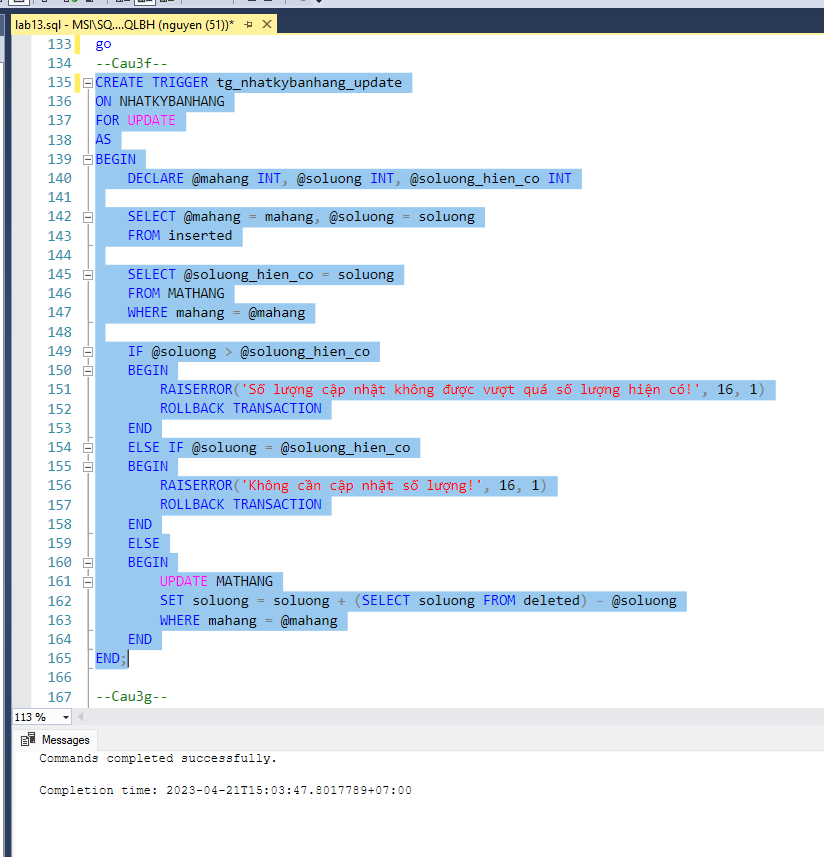 lab13.sql - MSI\SQ....QLBH (nguyen (51))*
133 go
134 --Cau3f--
135 CREATE TRIGGER tg_nhatkybanhang_update
136 ON NHATKYBANHANG
137 FOR UPDATE
138 AS
139 BEGIN
140 DECLARE @mahang INT, @soluong INT, @soluong_hien_co INT
141
142 SELECT @mahang = mahang, @soluong = soluong
143 FROM inserted
144
145 SELECT @soluong_hien_co = soluong
146 FROM MATHANG
147 WHERE mahang = @mahang
148
149 IF @soluong > @soluong_hien_co
150 BEGIN
151 RAISERROR('Số lượng cập nhật không được vượt quá số lượng hiện có!', 16, 1)
152 ROLLBACK TRANSACTION
153 END
154 ELSE IF @soluong = @soluong_hien_co
155 BEGIN
156 RAISERROR('Không cần cập nhật số lượng!', 16, 1)
157 ROLLBACK TRANSACTION
158 END
159 ELSE
160 BEGIN
161 UPDATE MATHANG
162 SET soluong = soluong + (SELECT soluong FROM deleted) - @soluong
163 WHERE mahang = @mahang
164 END
165 END;
166
167 --Cau3g--
113 %
Messages
Commands completed successfully.
Completion time: 2023-04-21T15:03:47.8017789+07:00